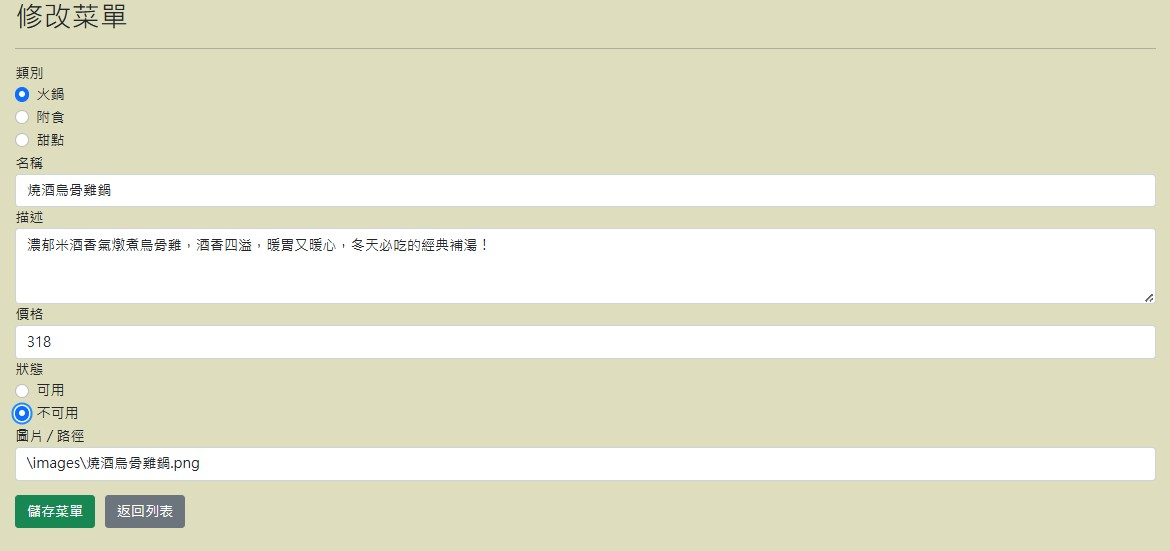 修改菜單
類別
火鍋
附食
甜點
名稱
燒酒烏骨雞鍋
描述
濃郁米酒香氣燉煮烏骨雞，酒香四溢，暖胃又暖心，冬天必吃的經典補湯！
價格
318
狀態
可用
不可用
圖片 / 路徑
\images\燒酒烏骨雞鍋.png
儲存菜單 返回列表